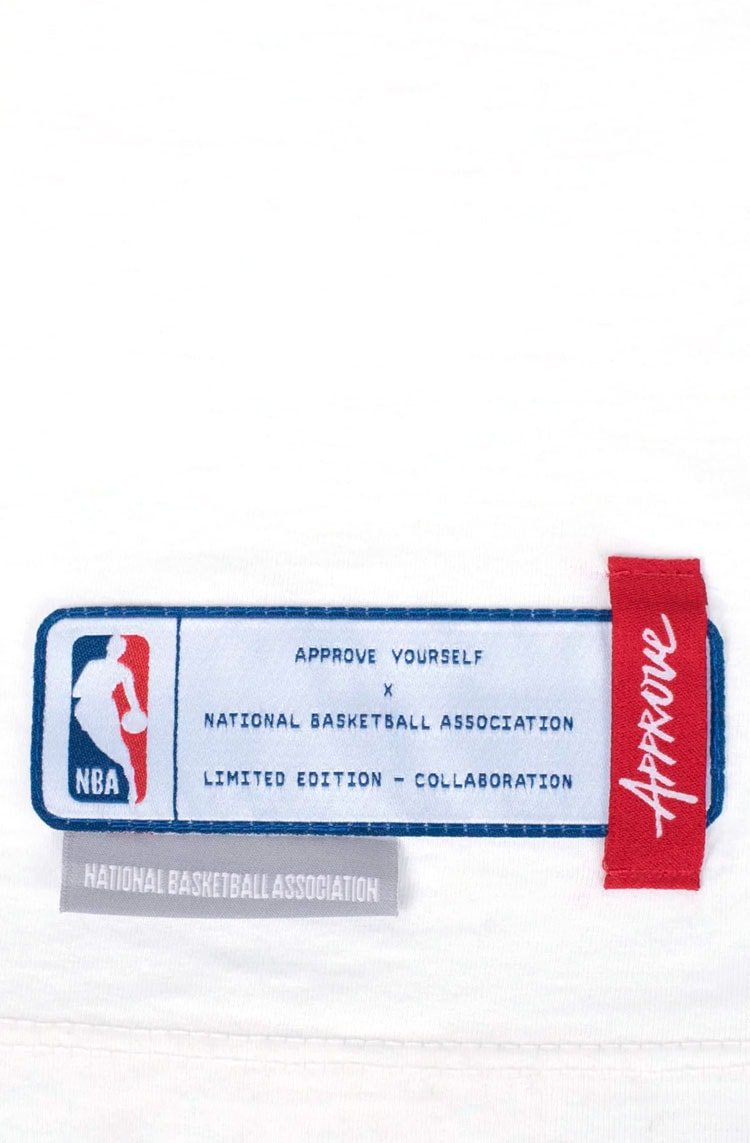 NBA
APPROVE YOURSELF
X
NATIONAL BASKETBALL ASSOCIATION
LIMITED EDITION - COLLABORATION
APPROVE
NATIONAL BASKETBALL ASSOCIATION